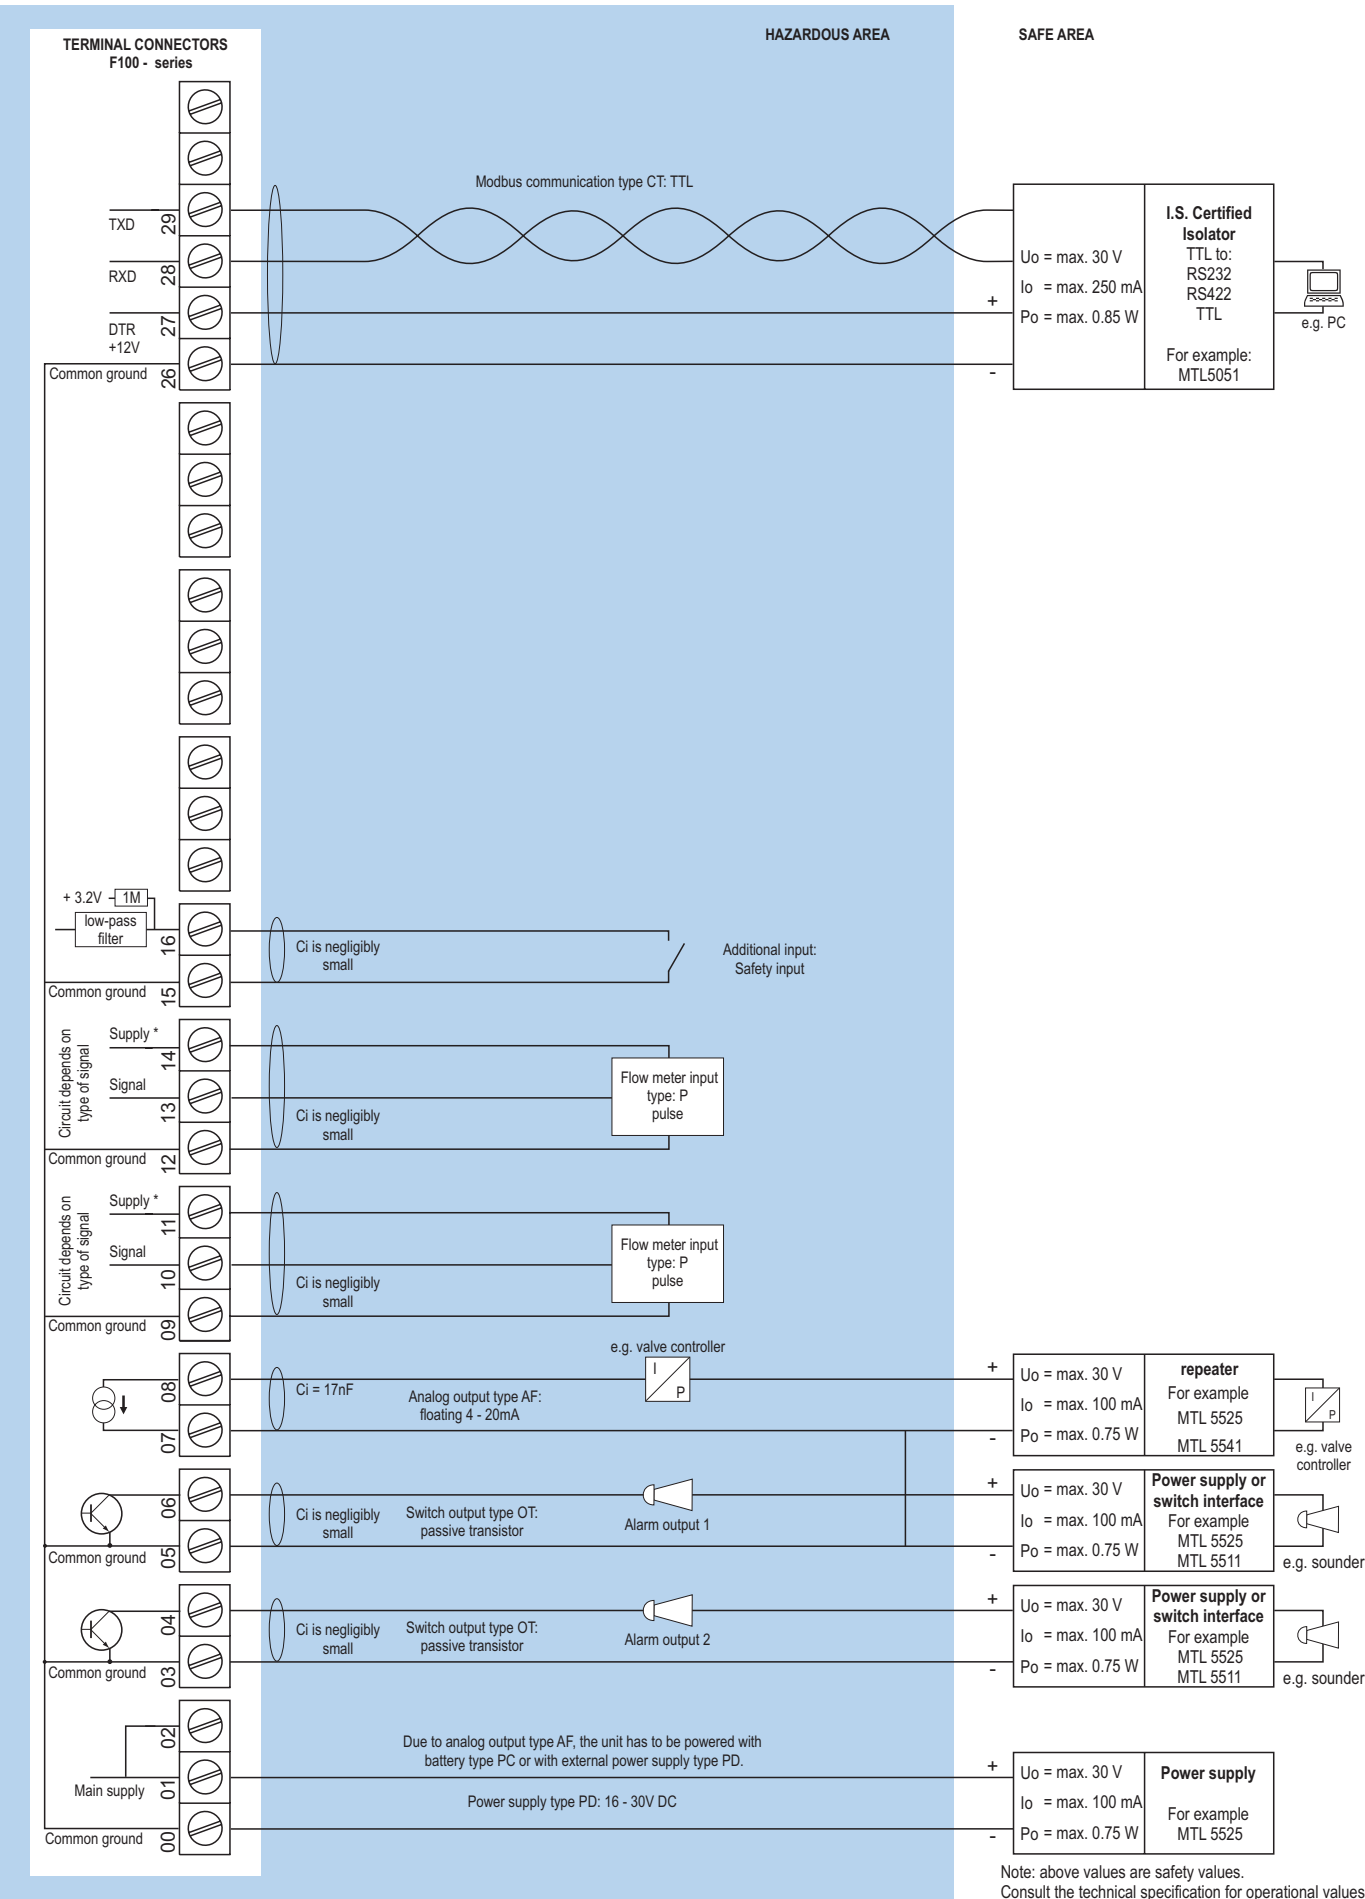 TERMINAL CONNECTORS
F100 -  series
HAZARDOUS AREA
SAFE AREA
Modbus communication type CT: TTL
TXD
29
RXD
28
DTR
+12V
27
Common ground
26
+
-
Uo = max. 30 V
Io = max. 250 mA
Po = max. 0.85 W
I.S. Certified
Isolator
TTL to:
RS232
RS422
TTL
For example:
MTL5051
e.g. PC
+ 3.2V
1M
low-pass
filter
16
Common ground
15
Ci is negligibly
small
Additional input:
Safety input
Circuit depends on
type of signal
Supply *
14
Signal
13
Common ground
12
Ci is negligibly
small
Flow meter input
type: P
pulse
Circuit depends on
type of signal
Supply *
11
Signal
10
Common ground
09
Ci is negligibly
small
Flow meter input
type: P
pulse
e.g. valve controller
I
P
08
07
Ci = 17nF
Analog output type AF:
floating 4 - 20mA
+
-
Uo = max. 30 V
Io = max. 100 mA
Po = max. 0.75 W
repeater
For example
MTL 5525
MTL 5541
I
P
e.g. valve
controller
06
Common ground
05
Ci is negligibly
small
Switch output type OT:
passive transistor
Alarm output 1
+
-
Uo = max. 30 V
Io = max. 100 mA
Po = max. 0.75 W
Power supply or
switch interface
For example
MTL 5525
MTL 5511
e.g. sounder
04
Common ground
03
Ci is negligibly
small
Switch output type OT:
passive transistor
Alarm output 2
+
-
Uo = max. 30 V
Io = max. 100 mA
Po = max. 0.75 W
Power supply or
switch interface
For example
MTL 5525
MTL 5511
e.g. sounder
02
Main supply
01
Common ground
00
Due to analog output type AF, the unit has to be powered with
battery type PC or with external power supply type PD.
Power supply type PD: 16 - 30V DC
+
-
Uo = max. 30 V
Io = max. 100 mA
Po = max. 0.75 W
Power supply
For example
MTL 5525
Note: above values are safety values.
Consult the technical specification for operational values